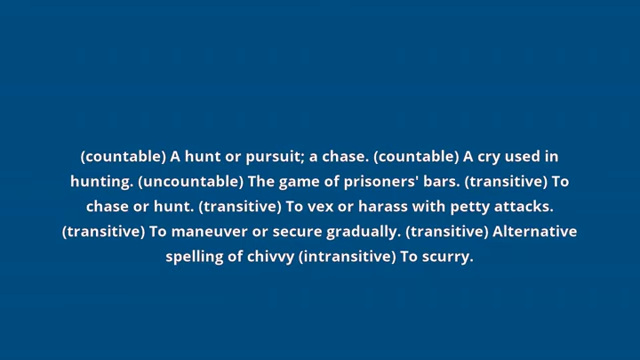 (countable) A hunt or pursuit; a chase. (countable) A cry used in
hunting. (uncountable) The game of prisoners' bars. (transitive) To
chase or hunt. (transitive) To vex or harass with petty attacks.
(transitive) To maneuver or secure gradually. (transitive) Alternative
spelling of chivvy (intransitive) To scurry.